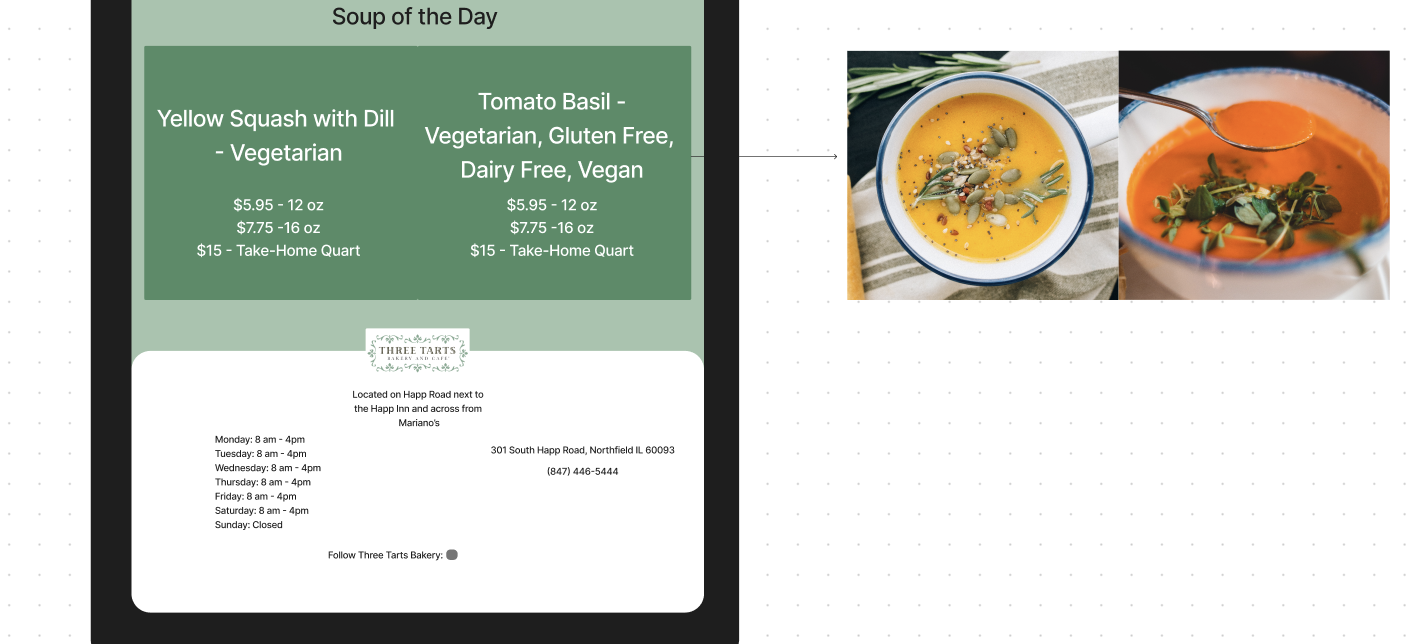 Soup of the Day
Yellow Squash with Dill
- Vegetarian
$5.95 - 12 oz
$7.75 -16 oz
$15 - Take-Home Quart
Tomato Basil -
Vegetarian, Gluten Free,
Dairy Free, Vegan
$5.95 - 12 oz
$7.75 -16 oz
$15 - Take-Home Quart
THREE TARTS
BAKERY AND CAFE
Located on Happ Road next to
the Happ Inn and across from
Mariano's
Monday: 8 am - 4pm
Tuesday: 8 am - 4pm
Wednesday: 8 am - 4pm
Thursday: 8 am - 4pm
Friday: 8 am - 4pm
Saturday: 8 am - 4pm
Sunday: Closed
301 South Happ Road, Northfield IL 60093
(847) 446-5444
Follow Three Tarts Bakery: